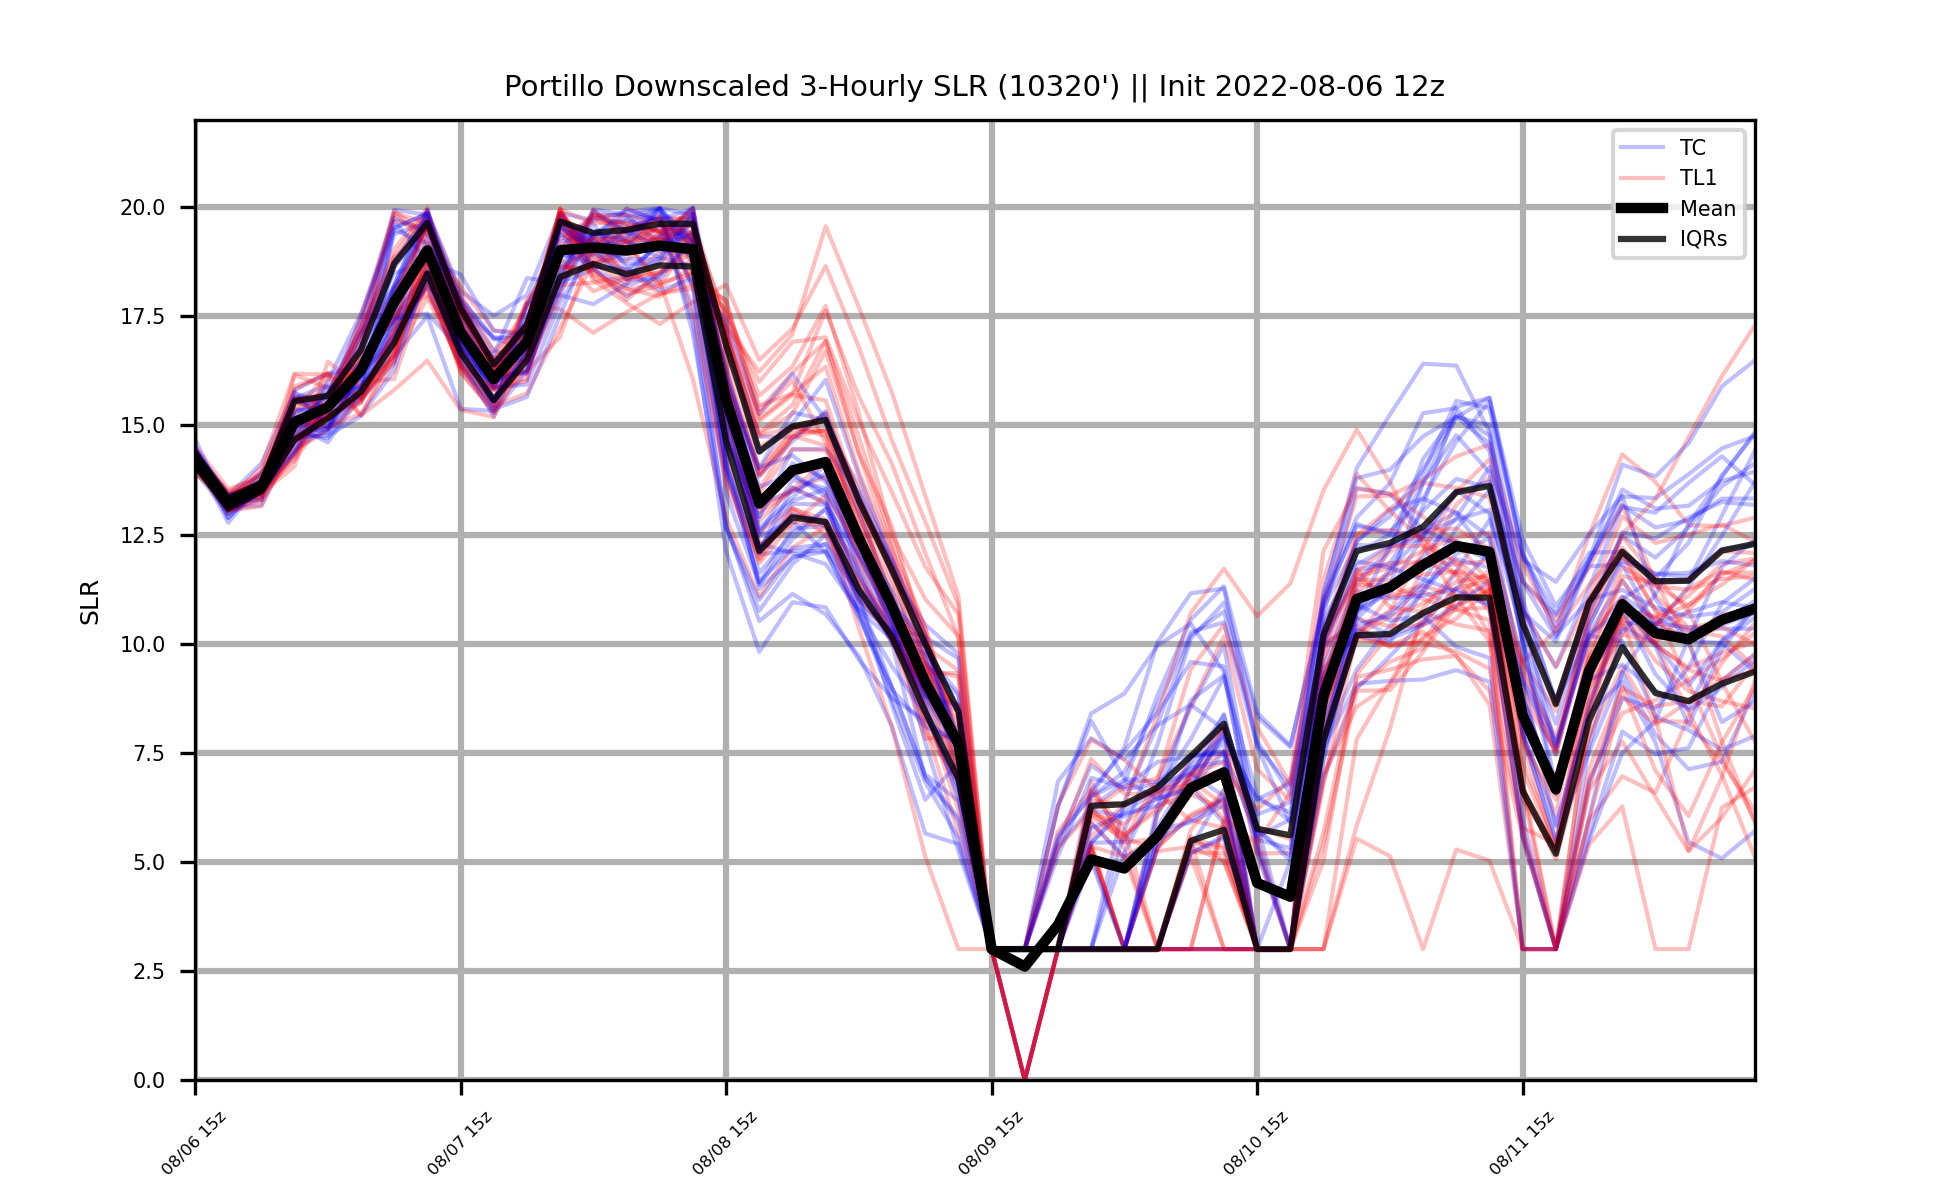 Portillo Downscaled 3-Hourly SLR (10320') || Init 2022-08-06 12z
TC
TL1
Mean
IQRs
SLR
20.0
17.5
15.0
12.5
10.0
7.5
5.0
2.5
0.0
08/06 15z
08/07 15z
08/08 15z
08/09 15z
08/10 15z
08/11 15z